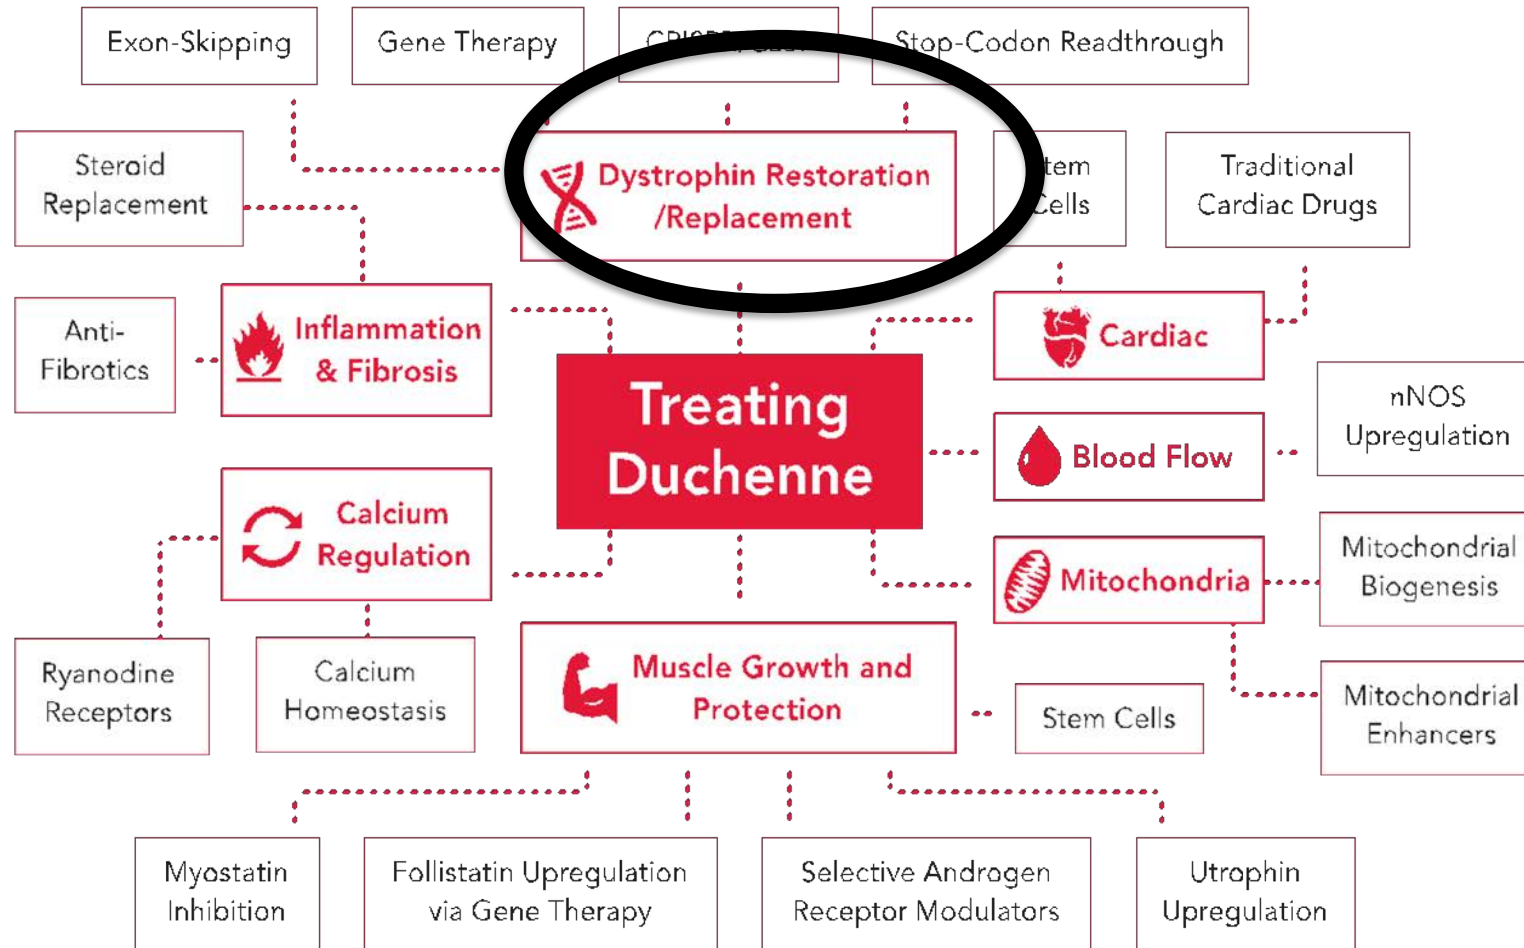 Exon-Skipping
Gene Therapy
Stop-Codon Readthrough
Steroid
Replacement
Dystrophin Restoration
/Replacement
Cells
Traditional
Cardiac Drugs
Anti-
Fibrotics
Inflammation
& Fibrosis
Cardiac
Treating
Duchenne
nNOS
Upregulation
Blood Flow
Calcium
Regulation
Mitochondria
Mitochondrial
Biogenesis
Ryanodine
Receptors
Calcium
Homeostasis
Muscle Growth and
Protection
Stem Cells
Mitochondrial
Enhancers
Myostatin
Inhibition
Follistatin Upregulation
via Gene Therapy
Selective Androgen
Receptor Modulators
Utrophin
Upregulation